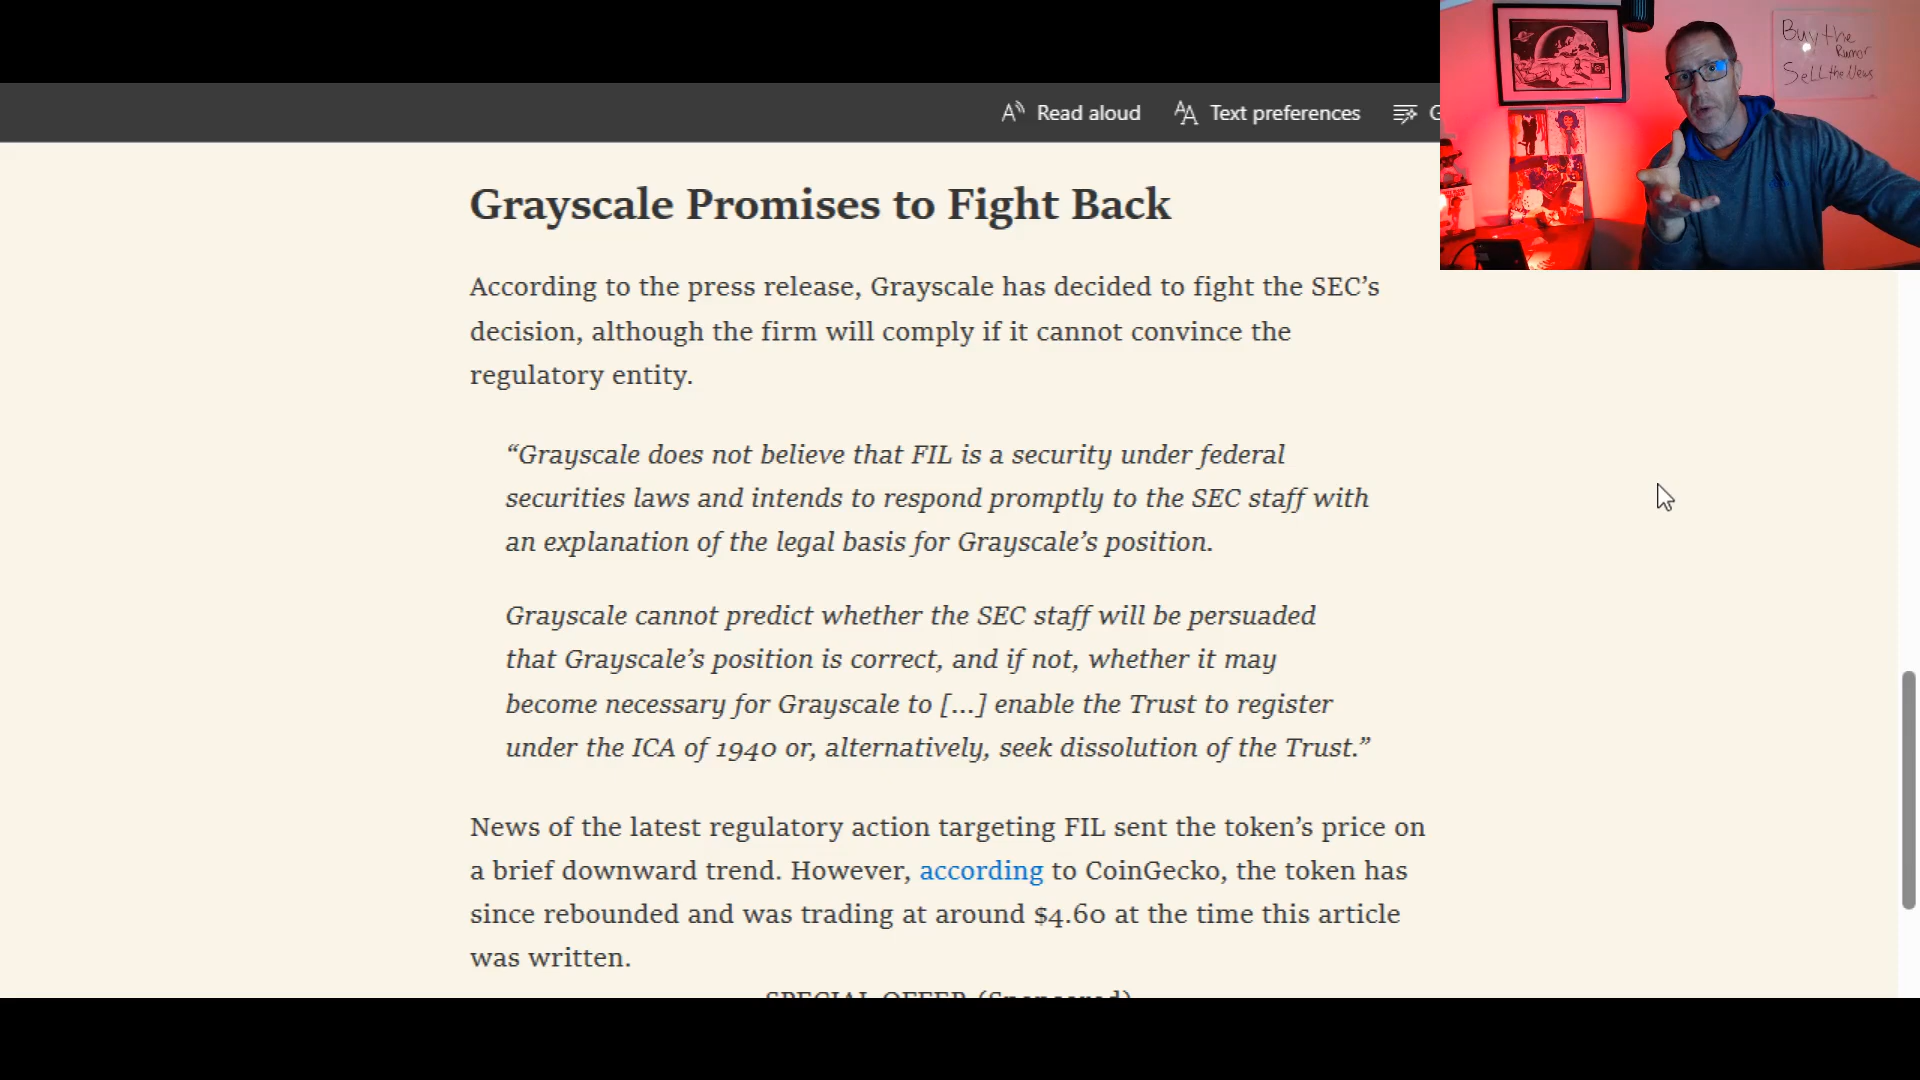 Read aloud Text preferences G
Buy the
Rumor
Sell the News
Grayscale Promises to Fight Back
According to the press release, Grayscale has decided to fight the SEC’s
decision, although the firm will comply if it cannot convince the
regulatory entity.
“Grayscale does not believe that FIL is a security under federal
securities laws and intends to respond promptly to the SEC staff with
an explanation of the legal basis for Grayscale’s position.
Grayscale cannot predict whether the SEC staff will be persuaded
that Grayscale’s position is correct, and if not, whether it may
become necessary for Grayscale to [...] enable the Trust to register
under the ICA of 1940 or, alternatively, seek dissolution of the Trust.”
News of the latest regulatory action targeting FIL sent the token’s price on
a brief downward trend. However, according to CoinGecko, the token has
since rebounded and was trading at around $4.60 at the time this article
was written.
SPECIAL OFFER (Sponsored)